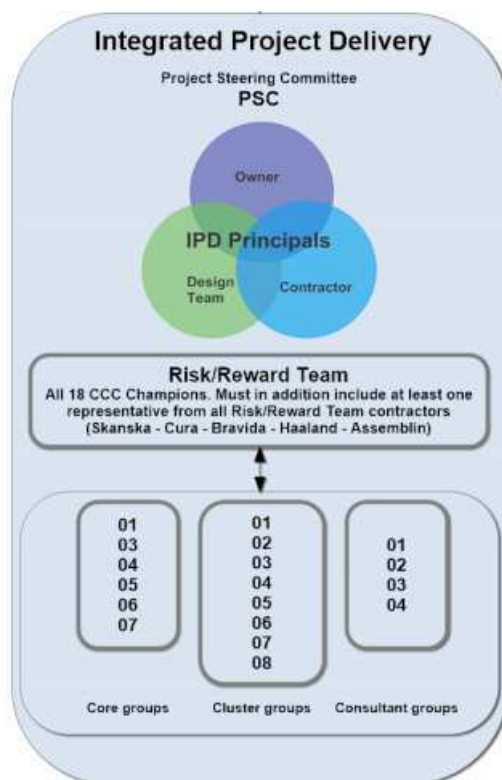 Integrated Project Delivery
Project Steering Committee
PSC
Owner
IPD Principals
Design
Team
Contractor
Risk/Reward Team
All 18 CCC Champions. Must in addition include at least one
representative from all Risk/Reward Team contractors
(Skanska - Cura - Bravida - Haaland - Assemblin)
01
03
04
05
06
07
Core groups
01
02
03
04
05
06
07
08
Cluster groups
01
02
03
04
Consultant groups